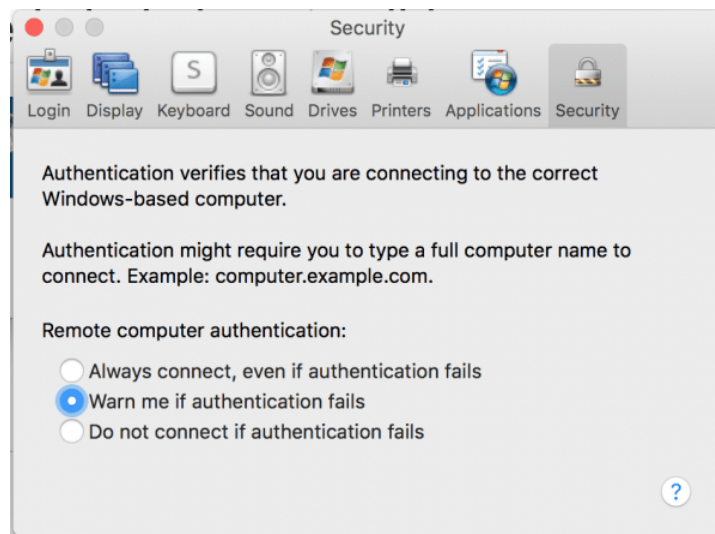 Security
S
Login Display Keyboard Sound Drives Printers Applications Security
Authentication verifies that you are connecting to the correct
Windows-based computer.
Authentication might require you to type a full computer name to
connect. Example: computer.example.com.
Remote computer authentication:
Always connect, even if authentication fails
Warn me if authentication fails
Do not connect if authentication fails
?